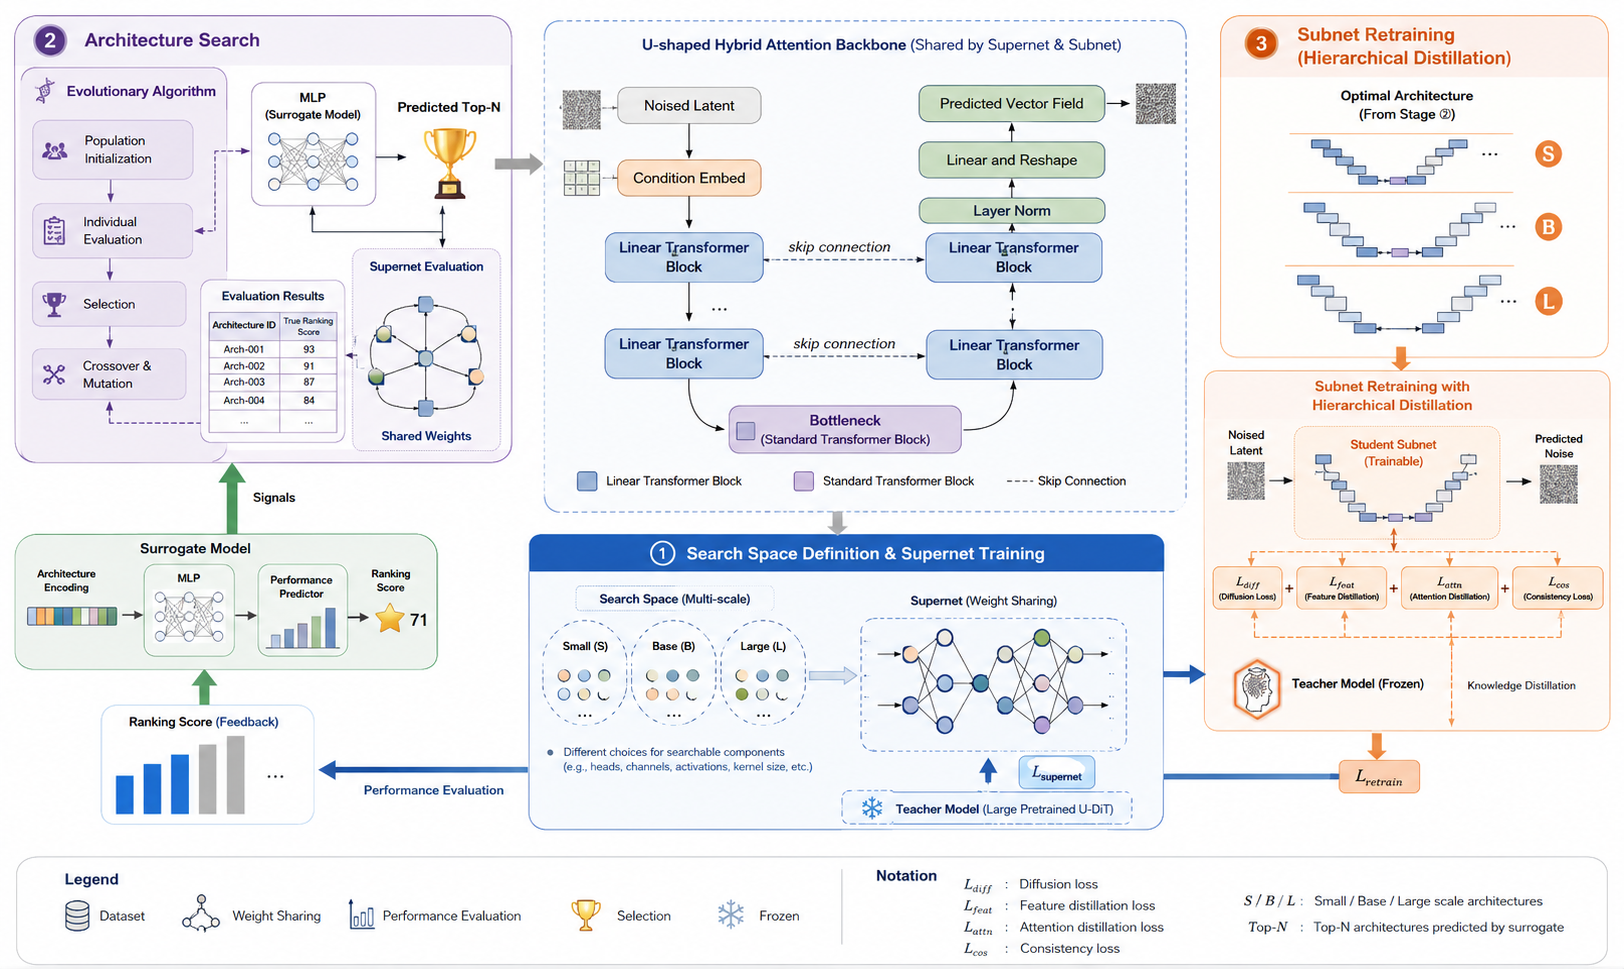 2 Architecture Search
Evolutionary Algorithm
Population
Initialization
Individual
Evaluation
Selection
Crossover &
Mutation
MLP
(Surrogate Model)
Predicted Top-N
Supernet Evaluation
Shared Weights
Evaluation Results
Architecture ID True Ranking Score
Arch-001 93
Arch-002 91
Arch-003 87
Arch-004 84
... ...
Signals
Surrogate Model
Architecture
Encoding
MLP
Performance
Predictor
Ranking
Score
71
Ranking Score (Feedback)
...
Performance Evaluation
U-shaped Hybrid Attention Backbone (Shared by Supernet & Subnet)
Noised Latent
Condition Embed
Linear Transformer
Block
...
Linear Transformer
Block
Bottleneck
(Standard Transformer Block)
skip connection
skip connection
Predicted Vector Field
Linear and Reshape
Layer Norm
Linear Transformer
Block
Linear Transformer
Block
Linear Transformer Block
Standard Transformer Block
Skip Connection
1 Search Space Definition & Supernet Training
Search Space (Multi-scale)
Small (S)
...
Base (B)
...
Large (L)
...
• Different choices for searchable components
(e.g., heads, channels, activations, kernel size, etc.)
Supernet (Weight Sharing)
L_supernet
Teacher Model (Large Pretrained U-DiT)
3 Subnet Retraining
(Hierarchical Distillation)
Optimal Architecture
(From Stage ②)
... S
... B
... L
Subnet Retraining with
Hierarchical Distillation
Noised
Latent
Student Subnet
(Trainable)
Predicted
Noise
L_diff
(Diffusion Loss)
+
L_feat
(Feature Distillation)
+
L_attn
(Attention Distillation)
+
L_cos
(Consistency Loss)
Teacher Model (Frozen)
Knowledge Distillation
L_retrain
Legend
Dataset
Weight Sharing
Performance Evaluation
Selection
Frozen
Notation
L_diff : Diffusion loss
L_feat : Feature distillation loss
L_attn : Attention distillation loss
L_cos : Consistency loss
S / B / L : Small / Base / Large scale architectures
Top-N : Top-N architectures predicted by surrogate